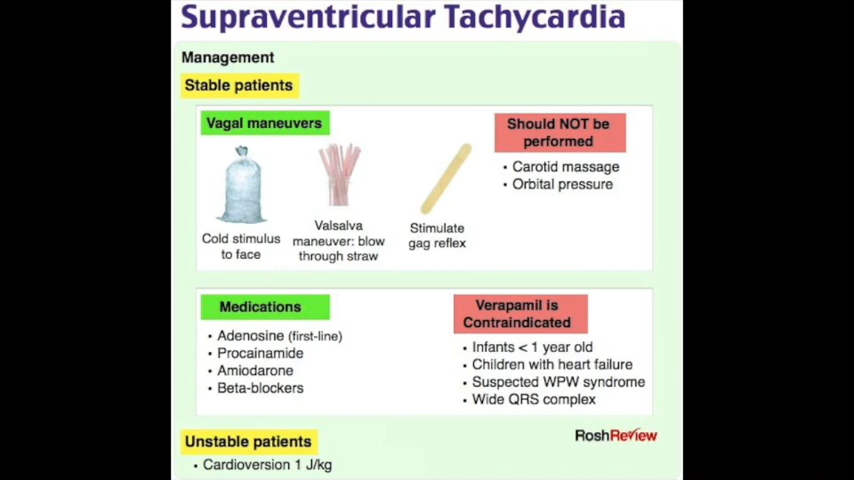 Supraventricular Tachycardia
Management
Stable patients
Vagal maneuvers
Cold stimulus
to face
Valsalva
maneuver: blow
through straw
Stimulate
gag reflex
Should NOT be
performed
• Carotid massage
• Orbital pressure
Medications
• Adenosine (first-line)
• Procainamide
• Amiodarone
• Beta-blockers
Verapamil is
Contraindicated
• Infants < 1 year old
• Children with heart failure
• Suspected WPW syndrome
• Wide QRS complex
RoshReview
Unstable patients
• Cardioversion 1 J/kg